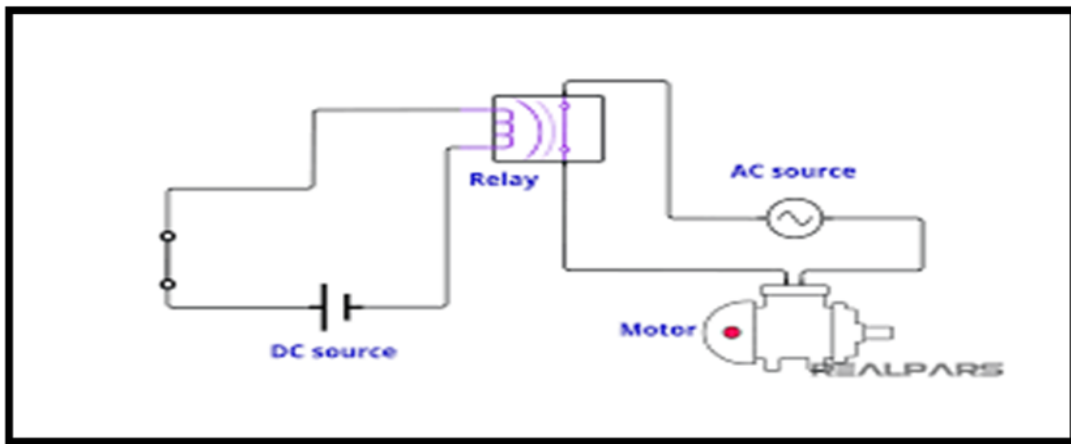 Relay
AC source
Motor
DC source
REALPARS